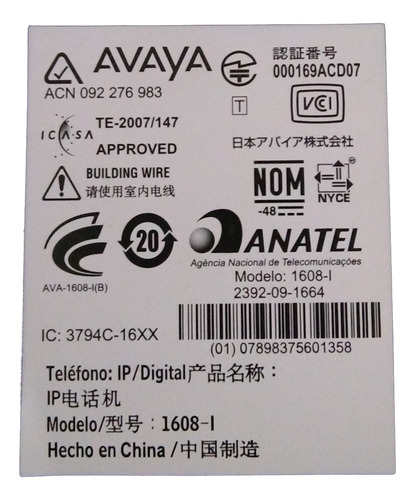 AVAYA
認証番号
000169ACD07
ACN 092 276 983
T
VCI
ICASA
TE-2007/147
APPROVED
日本アバイア株式会社
BUILDING WIRE
请使用室内电线
NOM
-48
NYCE
20
ANATEL
Agência Nacional de Telecomunicações
AVA-1608-I(B)
Modelo: 1608-I
2392-09-1664
IC: 3794C-16XX
(01) 07898375601358
Teléfono: IP/Digital产品名称：
IP电话机
Modelo/型号：1608-I
Hecho en China /中国制造